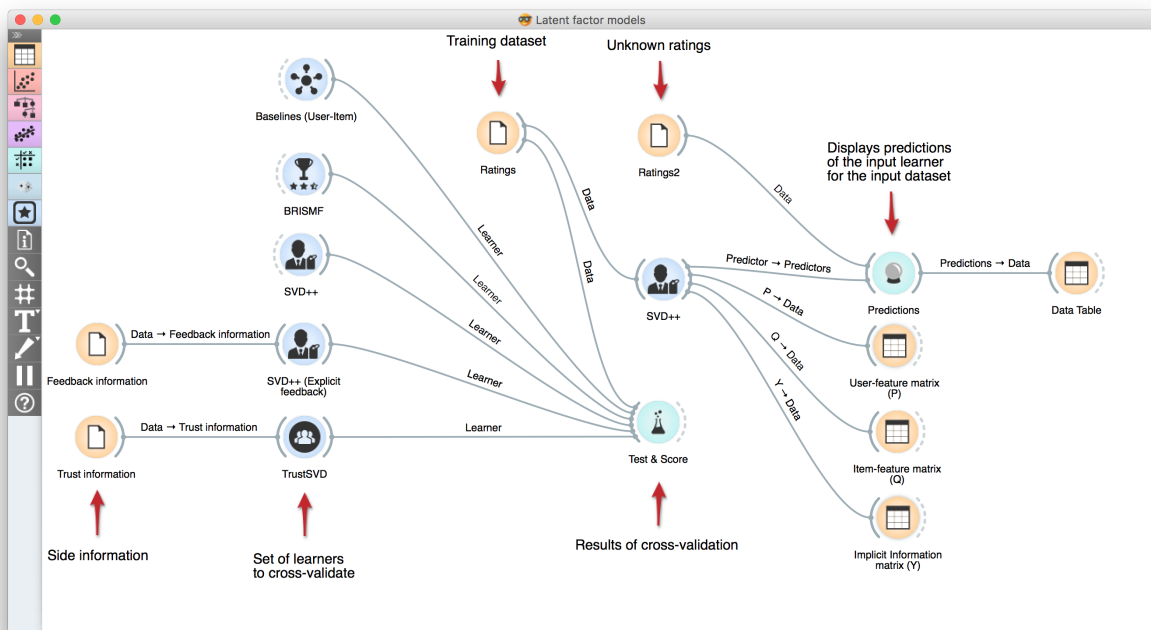 Latent factor models
Training dataset
Unknown ratings
Baselines (User-Item)
Ratings
Ratings2
Displays predictions
of the input learner
for the input dataset
BRISMF
Data
Data
Learner
Data
Learner
SVD++
Predictor → Predictors
Predictions → Data
SVD++
Predictions
Data Table
P → Data
Learner
Data → Feedback information
Q → Data
Feedback information
SVD++ (Explicit
feedback)
Learner
User-feature matrix
(P)
Y → Data
Data → Trust information
Learner
Trust information
TrustSVD
Test & Score
Item-feature matrix
(Q)
Side information
Set of learners
to cross-validate
Results of cross-validation
Implicit Information
matrix (Y)
T